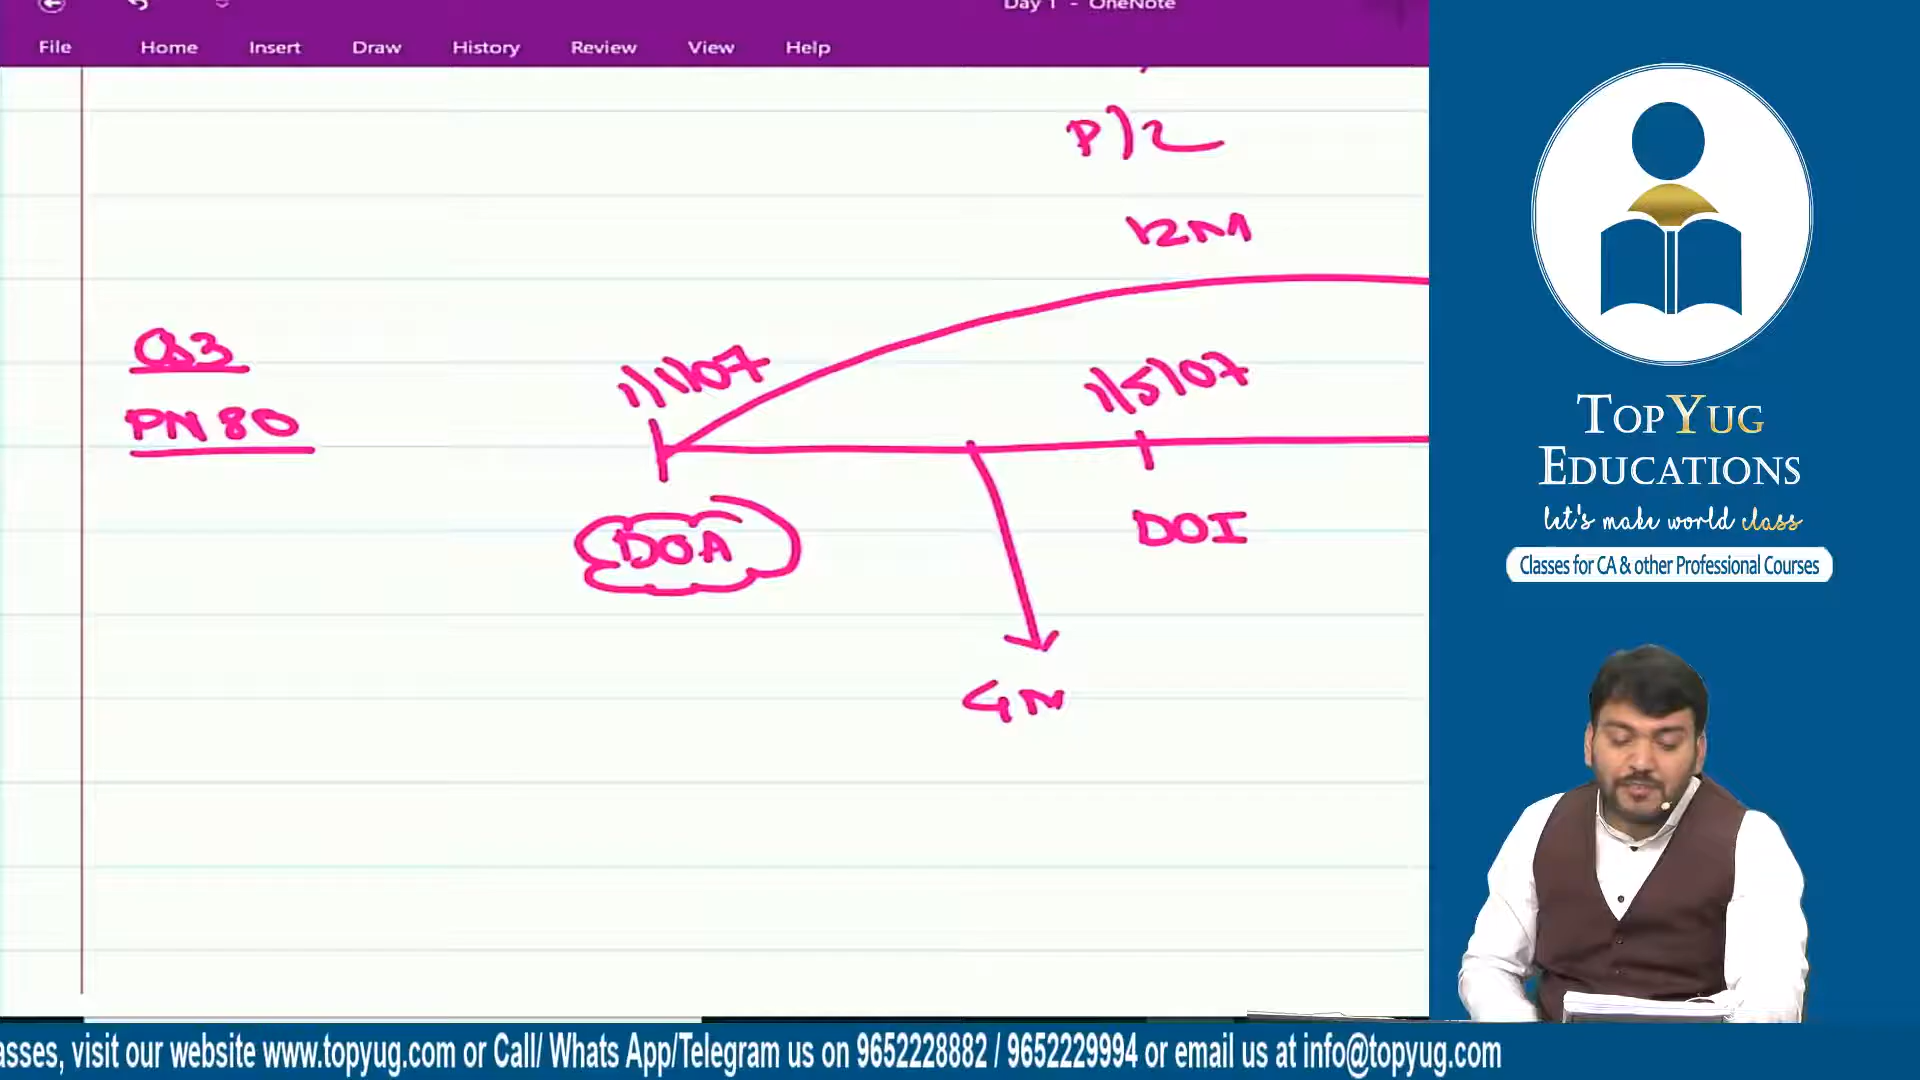 Day 1 - OneNote
File Home Insert Draw History Review View Help
P/L
12M
Q3
PN 80
1/1/07
1/5/07
DOA
DOI
4M
TOPYUG
EDUCATIONS
let's make world class
Classes for CA & other Professional Courses
asses, visit our website www.topyug.com or Call/ Whats App/Telegram us on 9652228882 / 9652229994 or email us at info@topyug.com